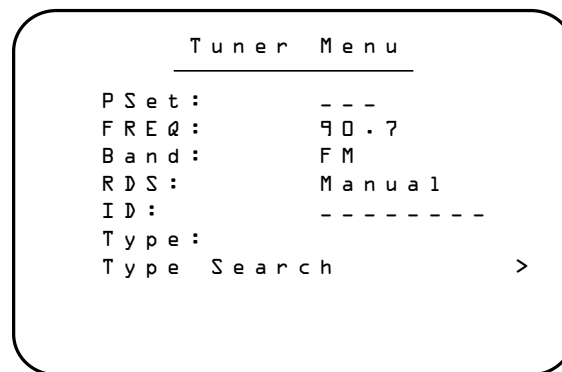 Tuner Menu
PSet: _ _ _
FREQ: 90.7
Band: FM
RDS: Manual
ID: _ _ _ _ _ _ _ _
Type:
Type Search >